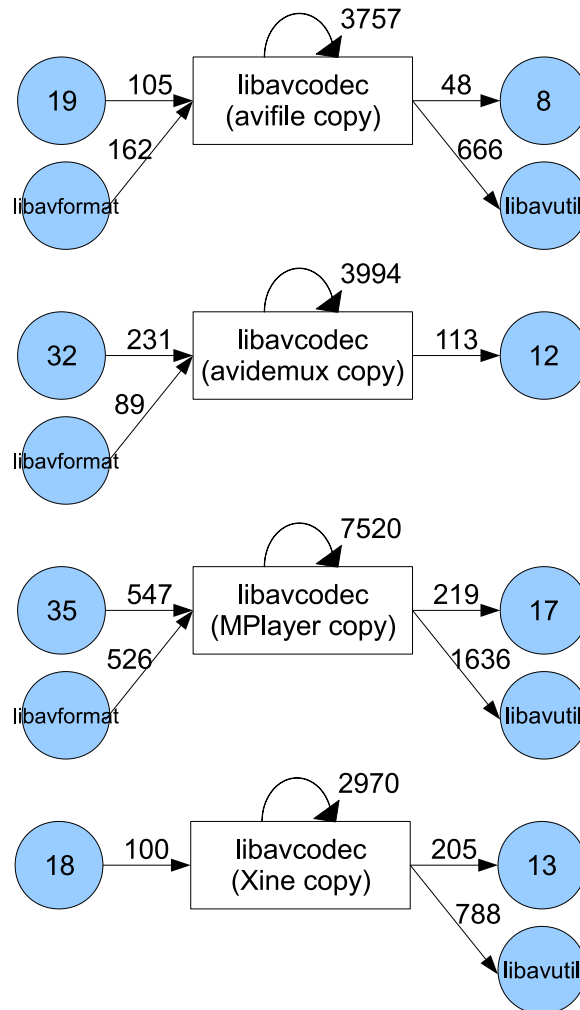 3757
19
105
libavcodec
(avifile copy)
48
8
162
666
libavformat
libavutil
3994
32
231
libavcodec
(avidemux copy)
113
12
89
libavformat
7520
35
547
libavcodec
(MPlayer copy)
219
17
526
1636
libavformat
libavutil
2970
18
100
libavcodec
(Xine copy)
205
13
788
libavutil